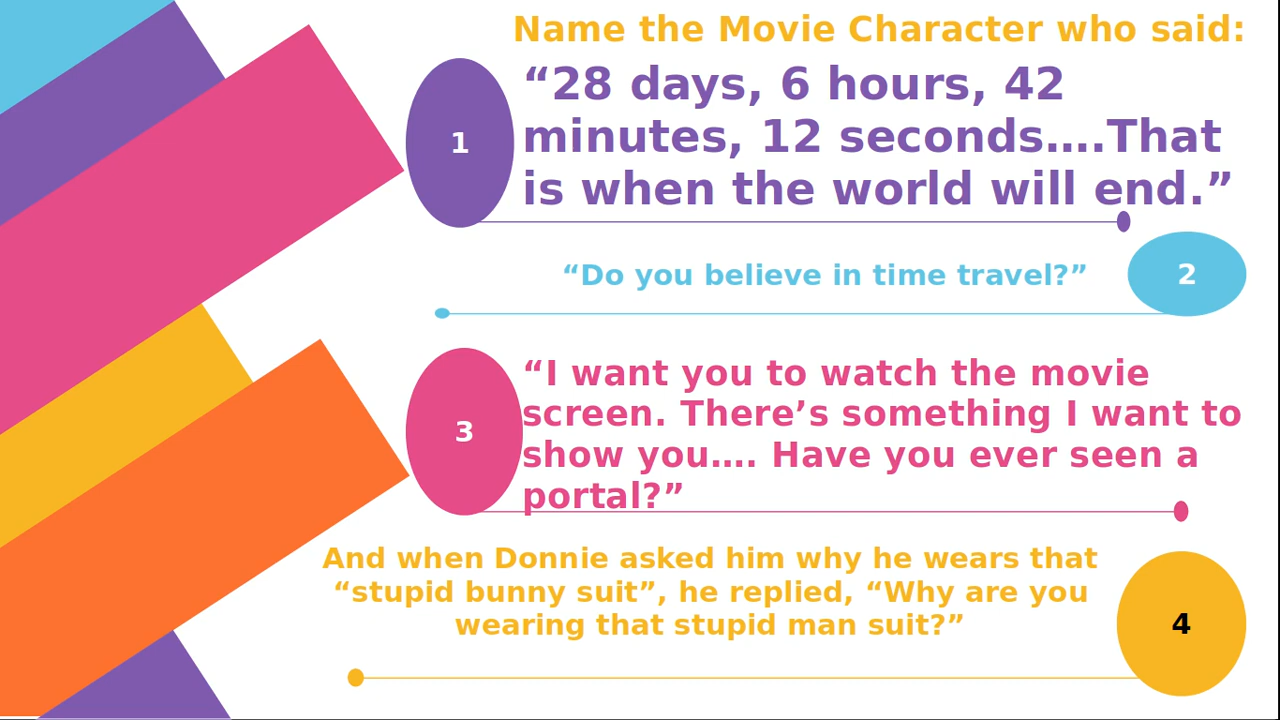 Name the Movie Character who said:
1
“28 days, 6 hours, 42
minutes, 12 seconds….That
is when the world will end.”
“Do you believe in time travel?”
2
3
“I want you to watch the movie
screen. There’s something I want to
show you…. Have you ever seen a
portal?”
And when Donnie asked him why he wears that
“stupid bunny suit”, he replied, “Why are you
wearing that stupid man suit?”
4